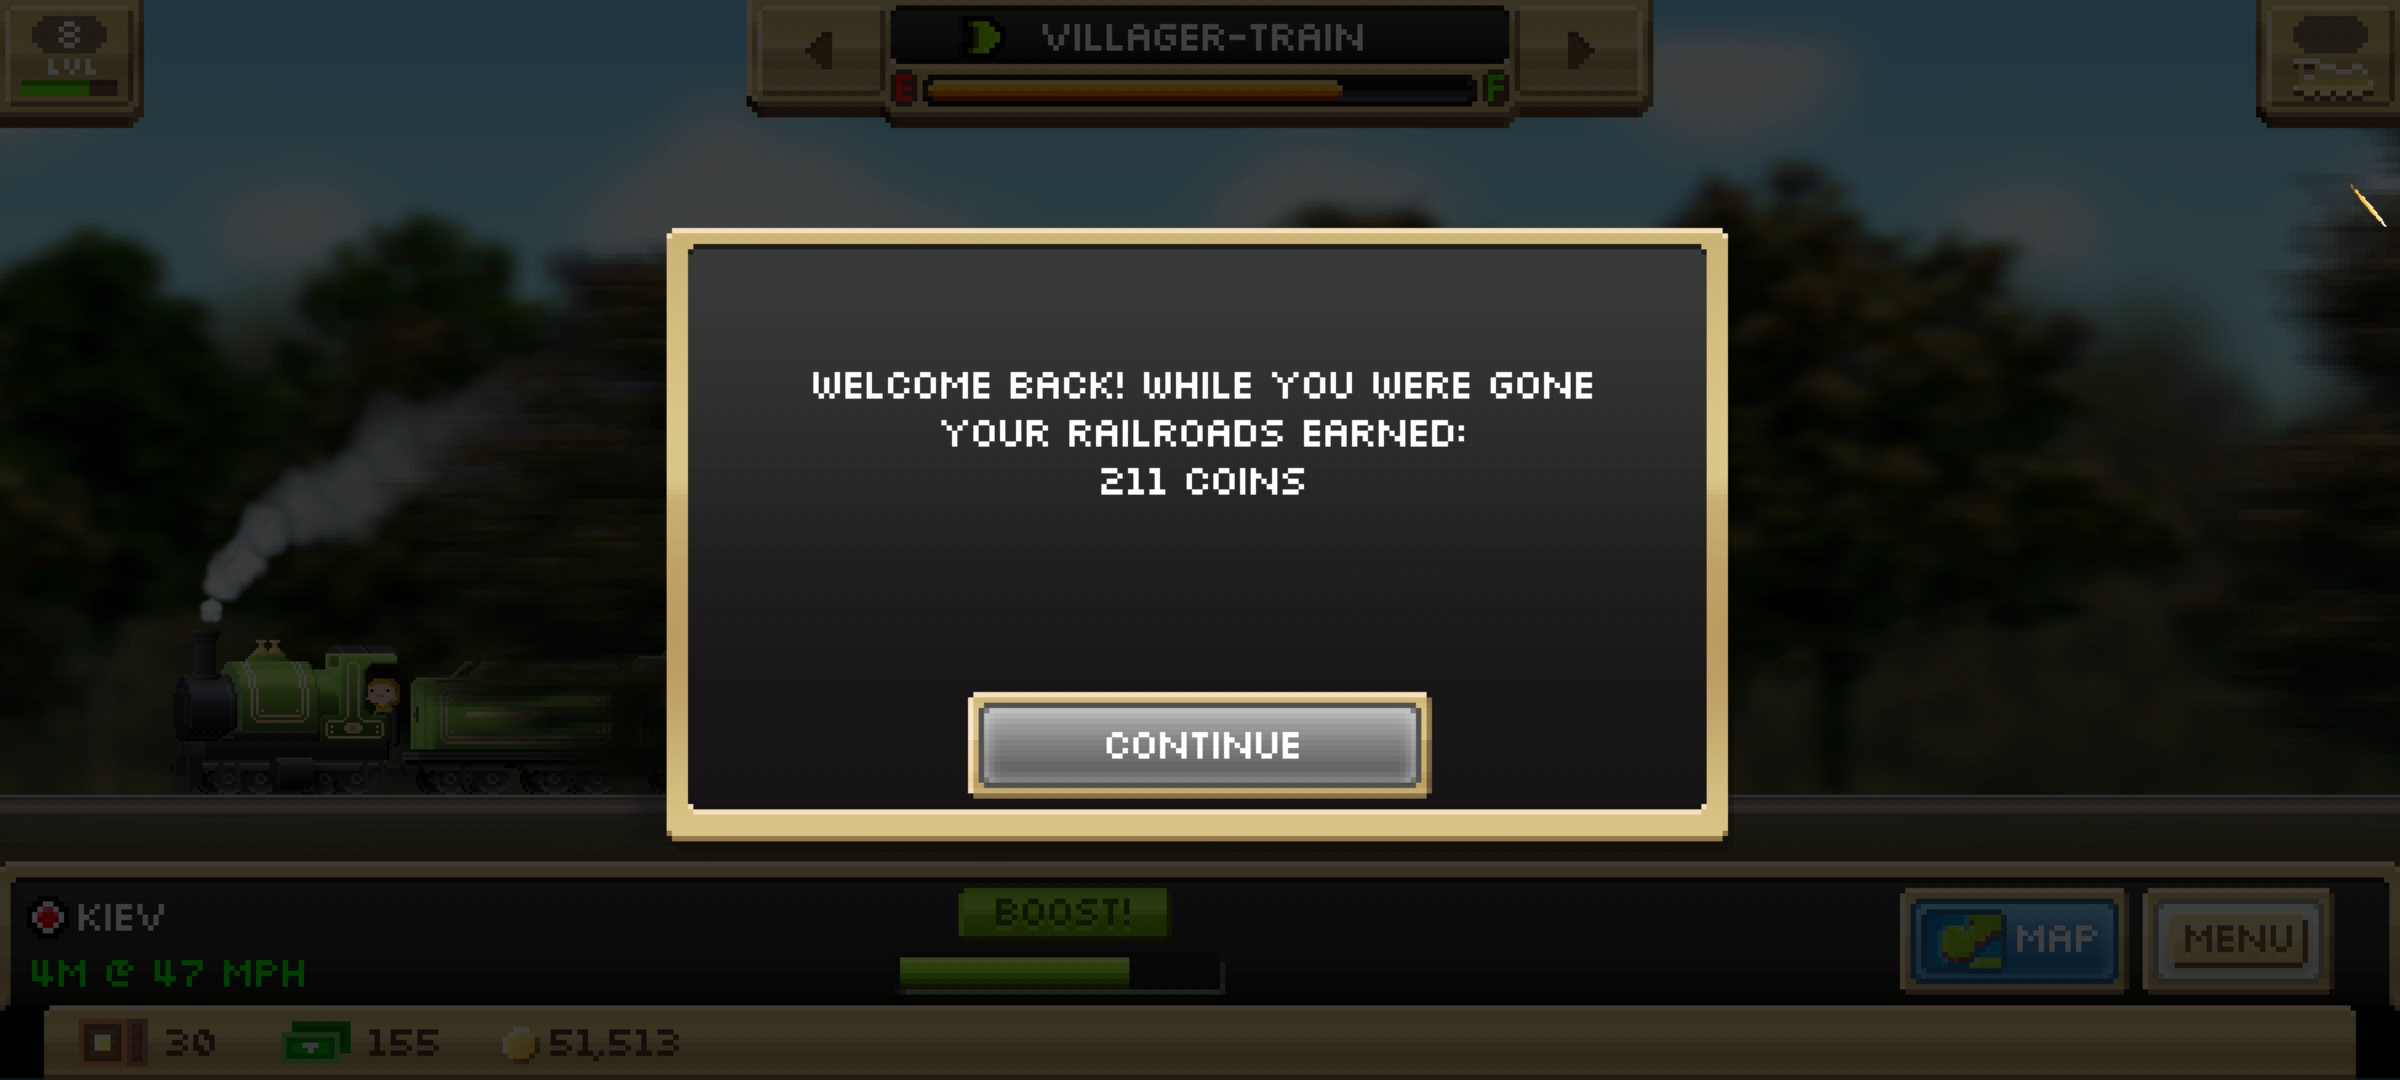 8
LVL
VILLAGER-TRAIN
E F
WELCOME BACK! WHILE YOU WERE GONE
YOUR RAILROADS EARNED:
211 COINS
CONTINUE
KIEV
4M @ 47 MPH
BOOST!
MAP
MENU
30 155 51,513